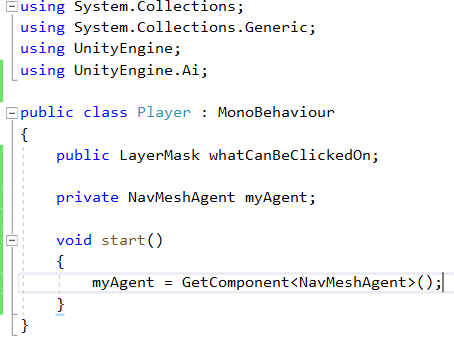 using System.Collections;
using System.Collections.Generic;
using UnityEngine;
using UnityEngine.Ai;
public class Player : MonoBehaviour
{
public LayerMask whatCanBeClickedOn;
private NavMeshAgent myAgent;
void start()
{
myAgent = GetComponent<NavMeshAgent>();
}
}